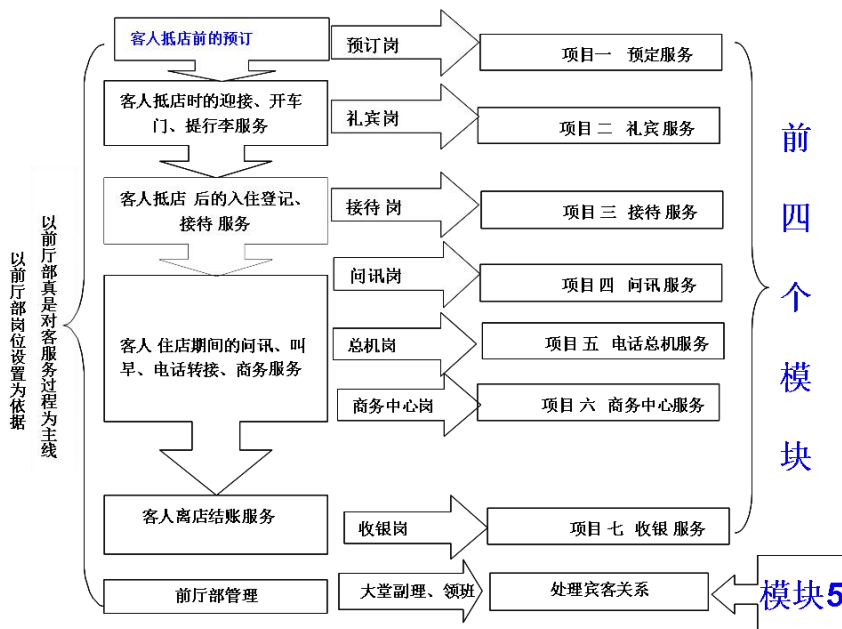 客人抵店前的预订
预订岗
项目一 预定服务
客人抵店时的迎接、开车
门、提行李服务
礼宾岗
项目二 礼宾服务
客人抵店 后的入住登记、
接待 服务
接待 岗
项目三 接待 服务
问讯岗
项目四 问讯服务
客人 住店期间的问讯、叫
早、电话转接、商务服务
总机岗
项目 五 电话总机服务
商务中心岗
项目 六 商务中心服务
客人离店结账服务
收银岗
项目 七 收银 服务
前厅部管理
大堂副理、领班
处理宾客关系
模块5
前四个模块
以前厅部真是对客服务过程为主线
以前厅部岗位设置为依据